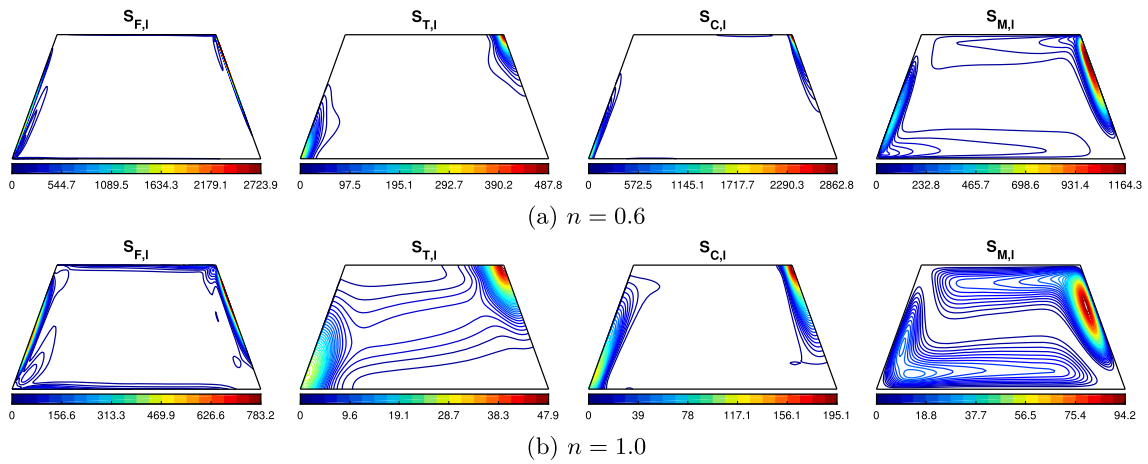 S_F,I S_T,I S_C,I S_M,I
0 544.7 1089.5 1634.3 2179.1 2723.9 0 97.5 195.1 292.7 390.2 487.8 0 572.5 1145.1 1717.7 2290.3 2862.8 0 232.8 465.7 698.6 931.4 1164.3
(a) n = 0.6
S_F,I S_T,I S_C,I S_M,I
0 156.6 313.3 469.9 626.6 783.2 0 9.6 19.1 28.7 38.3 47.9 0 39 78 117.1 156.1 195.1 0 18.8 37.7 56.5 75.4 94.2
(b) n = 1.0